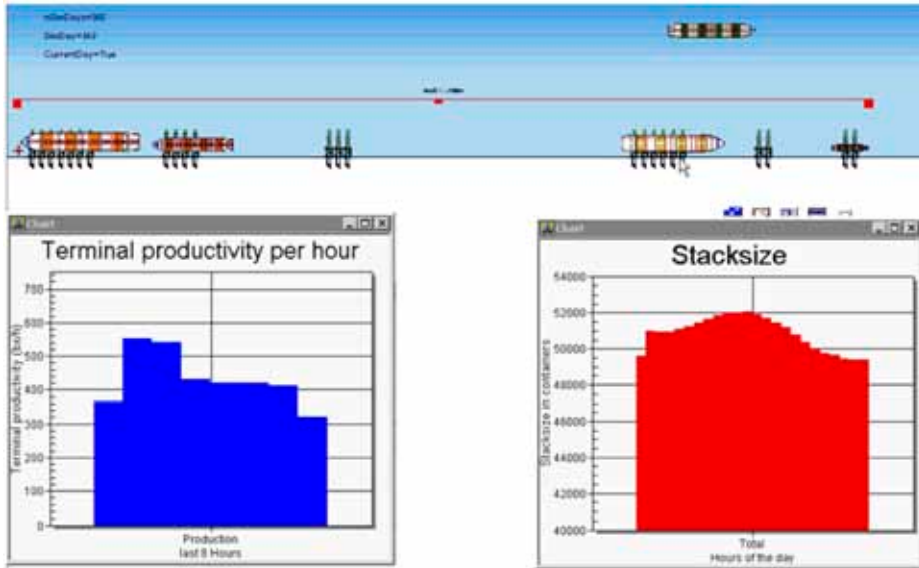 CurrentDay=True
Chart
Terminal productivity per hour
Terminal productivity (bx/h)
700
600
500
400
300
200
100
0
Production
last 8 Hours
Chart
Stacksize
Stacksize in containers
54000
52000
50000
48000
46000
44000
42000
40000
Total
Hours of the day